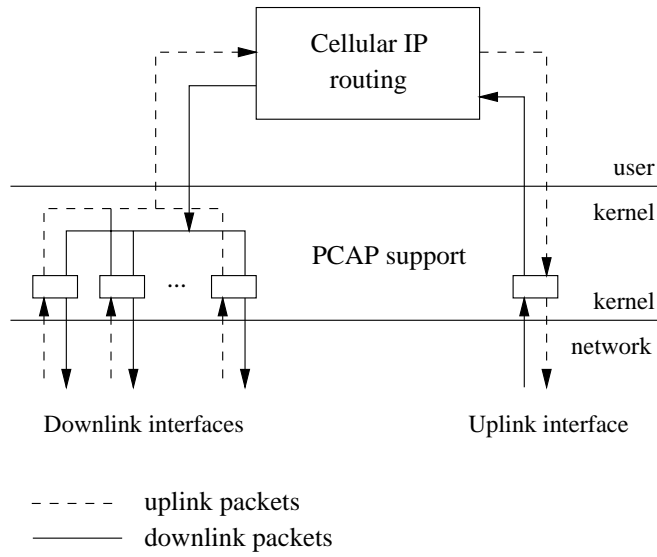 Cellular IP
routing
user
kernel
PCAP support
...
kernel
network
Downlink interfaces
Uplink interface
uplink packets
downlink packets